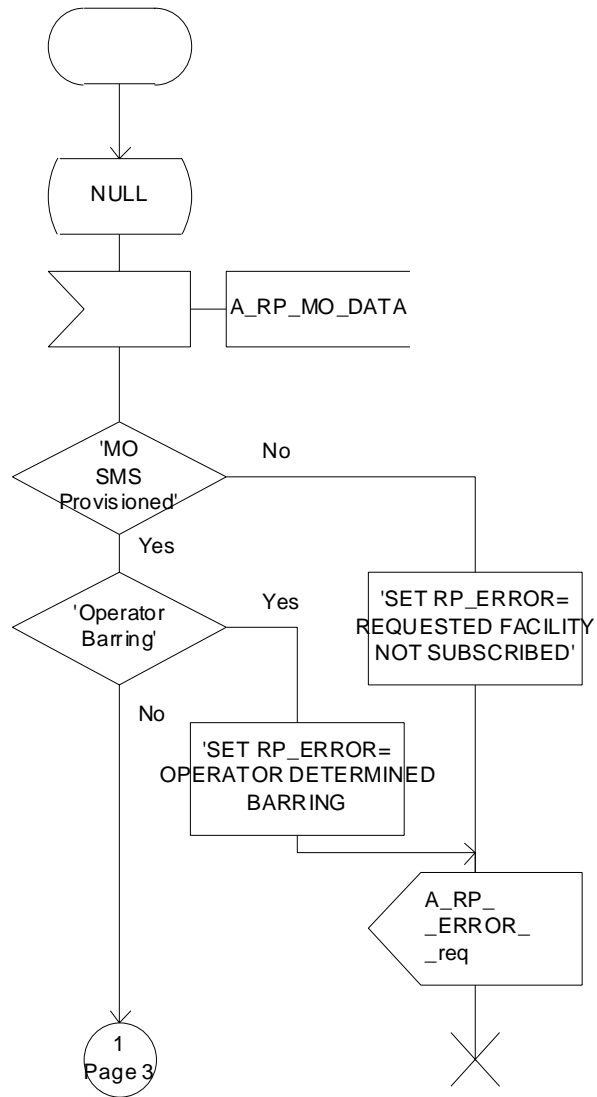 NULL
A_RP_MO_DATA
'MO
SMS
Provisioned'
No
Yes
'Operator
Barring'
Yes
'SET RP_ERROR=
REQUESTED FACILITY
NOT SUBSCRIBED'
No
'SET RP_ERROR=
OPERATOR DETERMINED
BARRING
A_RP_
_ERROR_
_req
1
Page 3